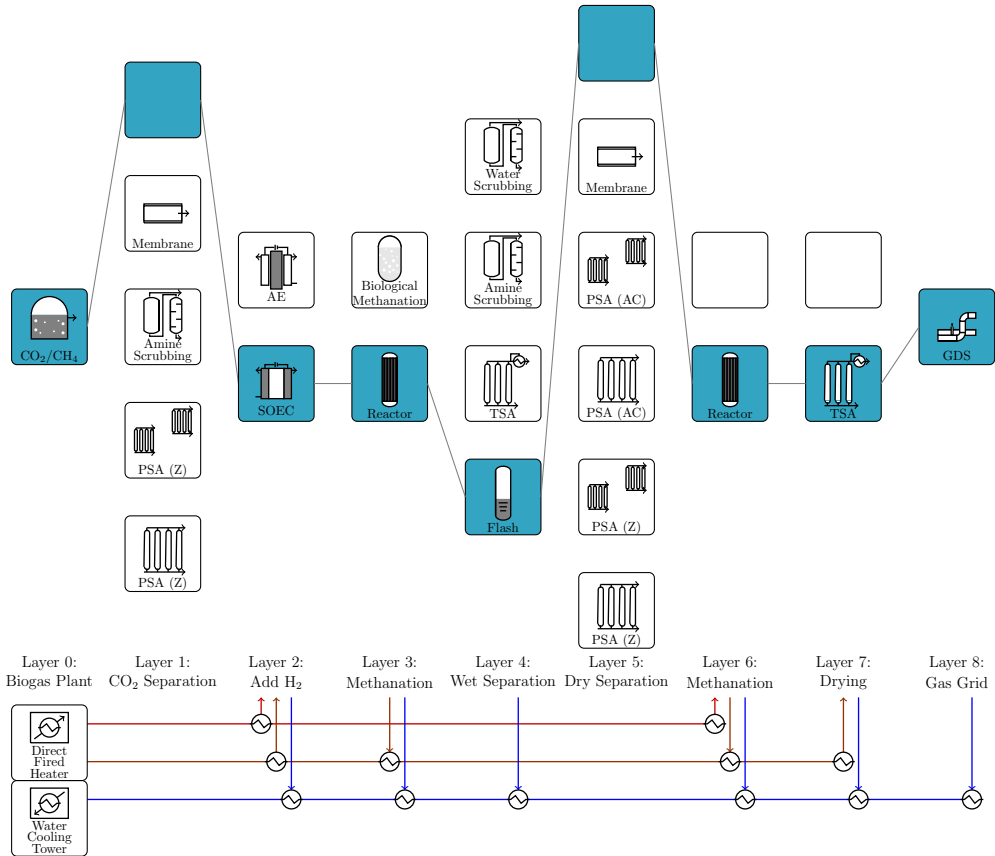 Membrane
Amine
Scrubbing
PSA (Z)
PSA (Z)
CO₂/CH₄
AE
SOEC
Biological
Methanation
Reactor
Water
Scrubbing
Amine
Scrubbing
TSA
Flash
Membrane
PSA (AC)
PSA (AC)
PSA (Z)
PSA (Z)
Reactor
TSA
GDS
Layer 0:
Biogas Plant
Layer 1:
CO₂ Separation
Layer 2:
Add H₂
Layer 3:
Methanation
Layer 4:
Wet Separation
Layer 5:
Dry Separation
Layer 6:
Methanation
Layer 7:
Drying
Layer 8:
Gas Grid
Direct
Fired
Heater
Water
Cooling
Tower